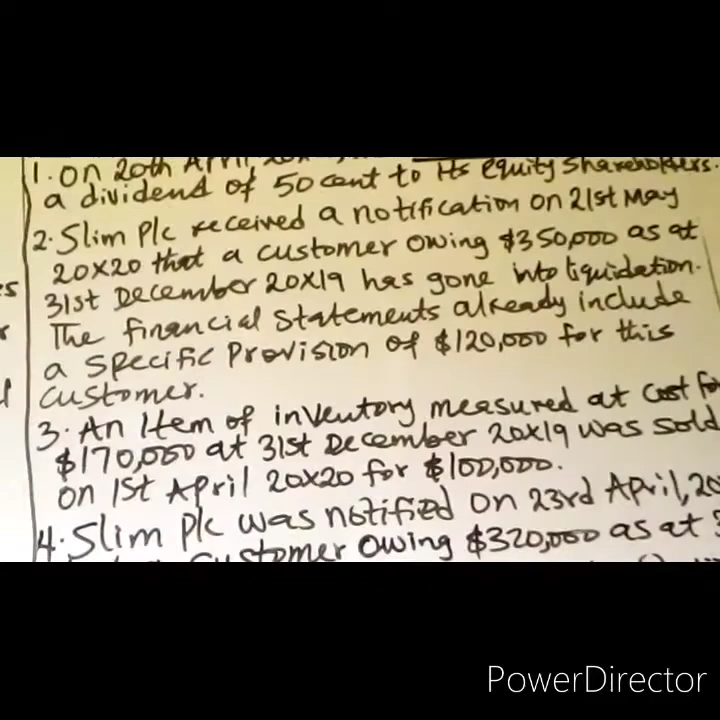 1. On 20th April,
a dividend of 50 cent to its equity shareholders.
2. Slim Plc received a notification on 21st May
20X20 that a customer owing $350,000 as at
31st December 20X19 has gone into liquidation.
The financial statements already include
a specific provision of $120,000 for this
customer.
3. An Item of inventory measured at cost for
$170,000 at 31st December 20X19 was sold
on 1st April 20X20 for $100,000.
4. Slim Plc was notified on 23rd April, 20
customer owing $320,000 as at
PowerDirector